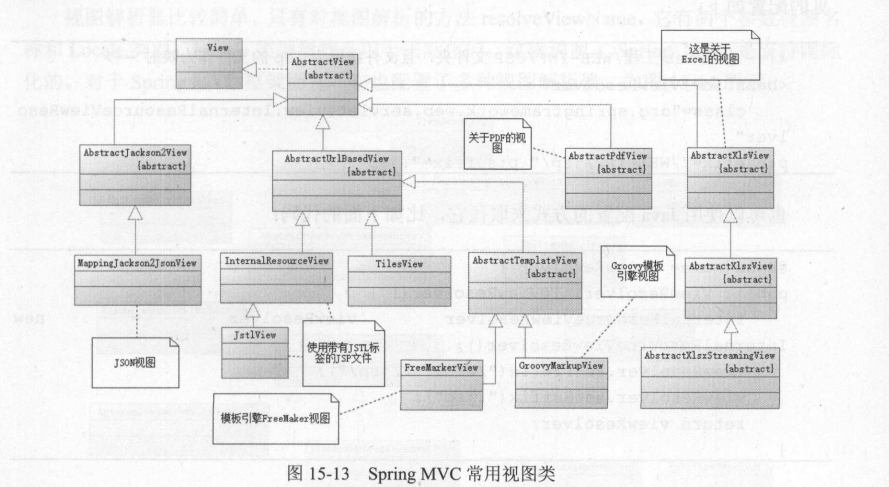 View
AbstractView
{abstract}
这是关于
Excel的视图
AbstractJackson2View
{abstract}
AbstractUrlBasedView
{abstract}
关于PDF的视
图
AbstractPdfView
{abstract}
AbstractXlsView
{abstract}
MappingJackson2JsonView
InternalResourceView
TilesView
AbstractTemplateView
{abstract}
Groovy模板
引擎视图
AbstractXlsxView
{abstract}
JSON视图
JstlView
使用带有JSTL标
签的JSP文件
FreeMarkerView
GroovyMarkupView
AbstractXlsxStreamingView
{abstract}
模板引擎FreeMaker视图
图 15-13 Spring MVC 常用视图类